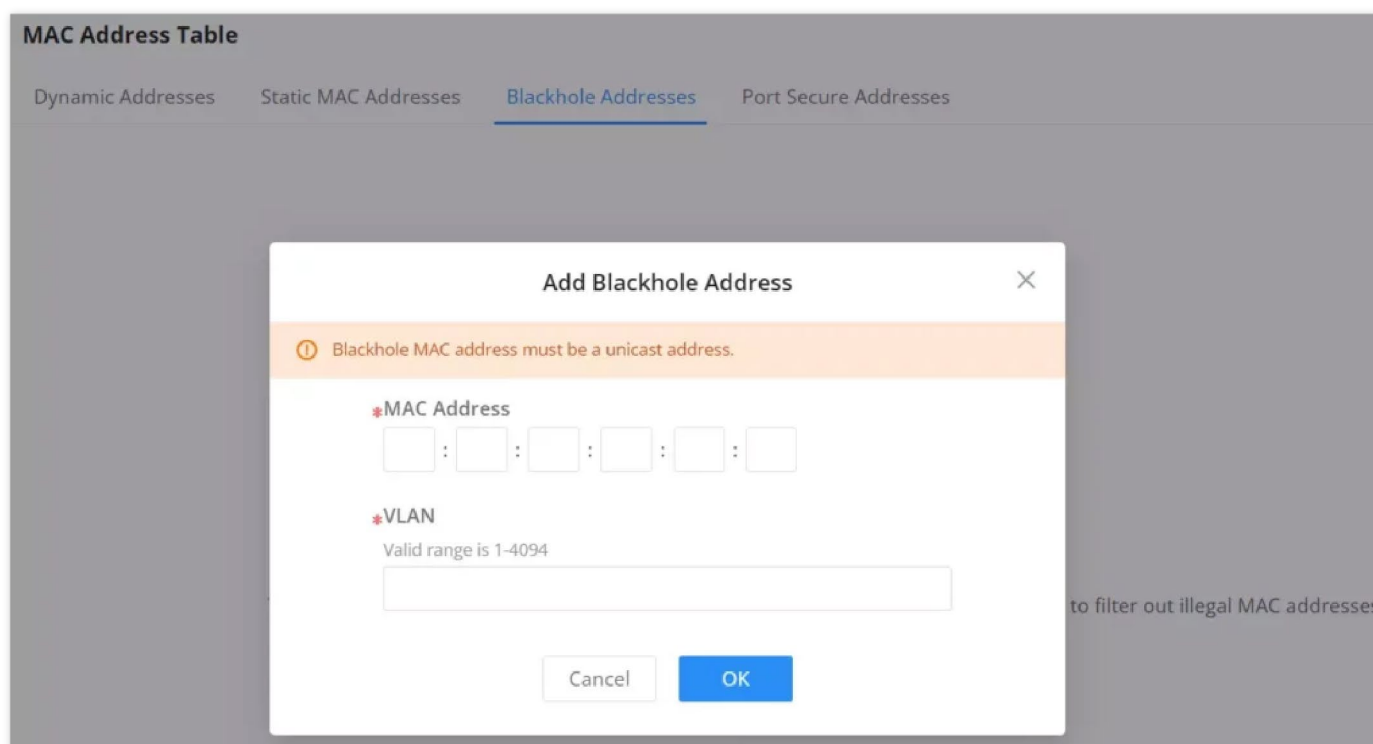 MAC Address Table
Dynamic Addresses Static MAC Addresses Blackhole Addresses Port Secure Addresses
Add Blackhole Address
Blackhole MAC address must be a unicast address.
*MAC Address
: : : : :
*VLAN
Valid range is 1-4094
to filter out illegal MAC addresses
Cancel OK